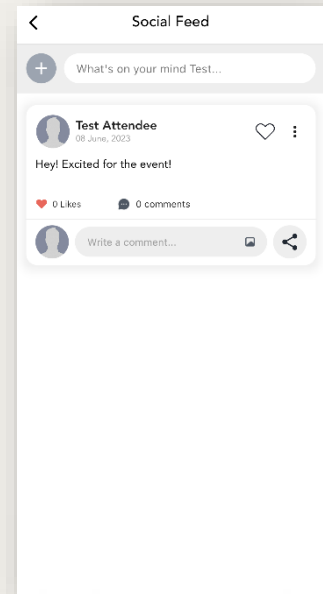 Social Feed
What's on your mind Test...
Test Attendee
08 June, 2023
Hey! Excited for the event!
0 Likes 0 comments
Write a comment...